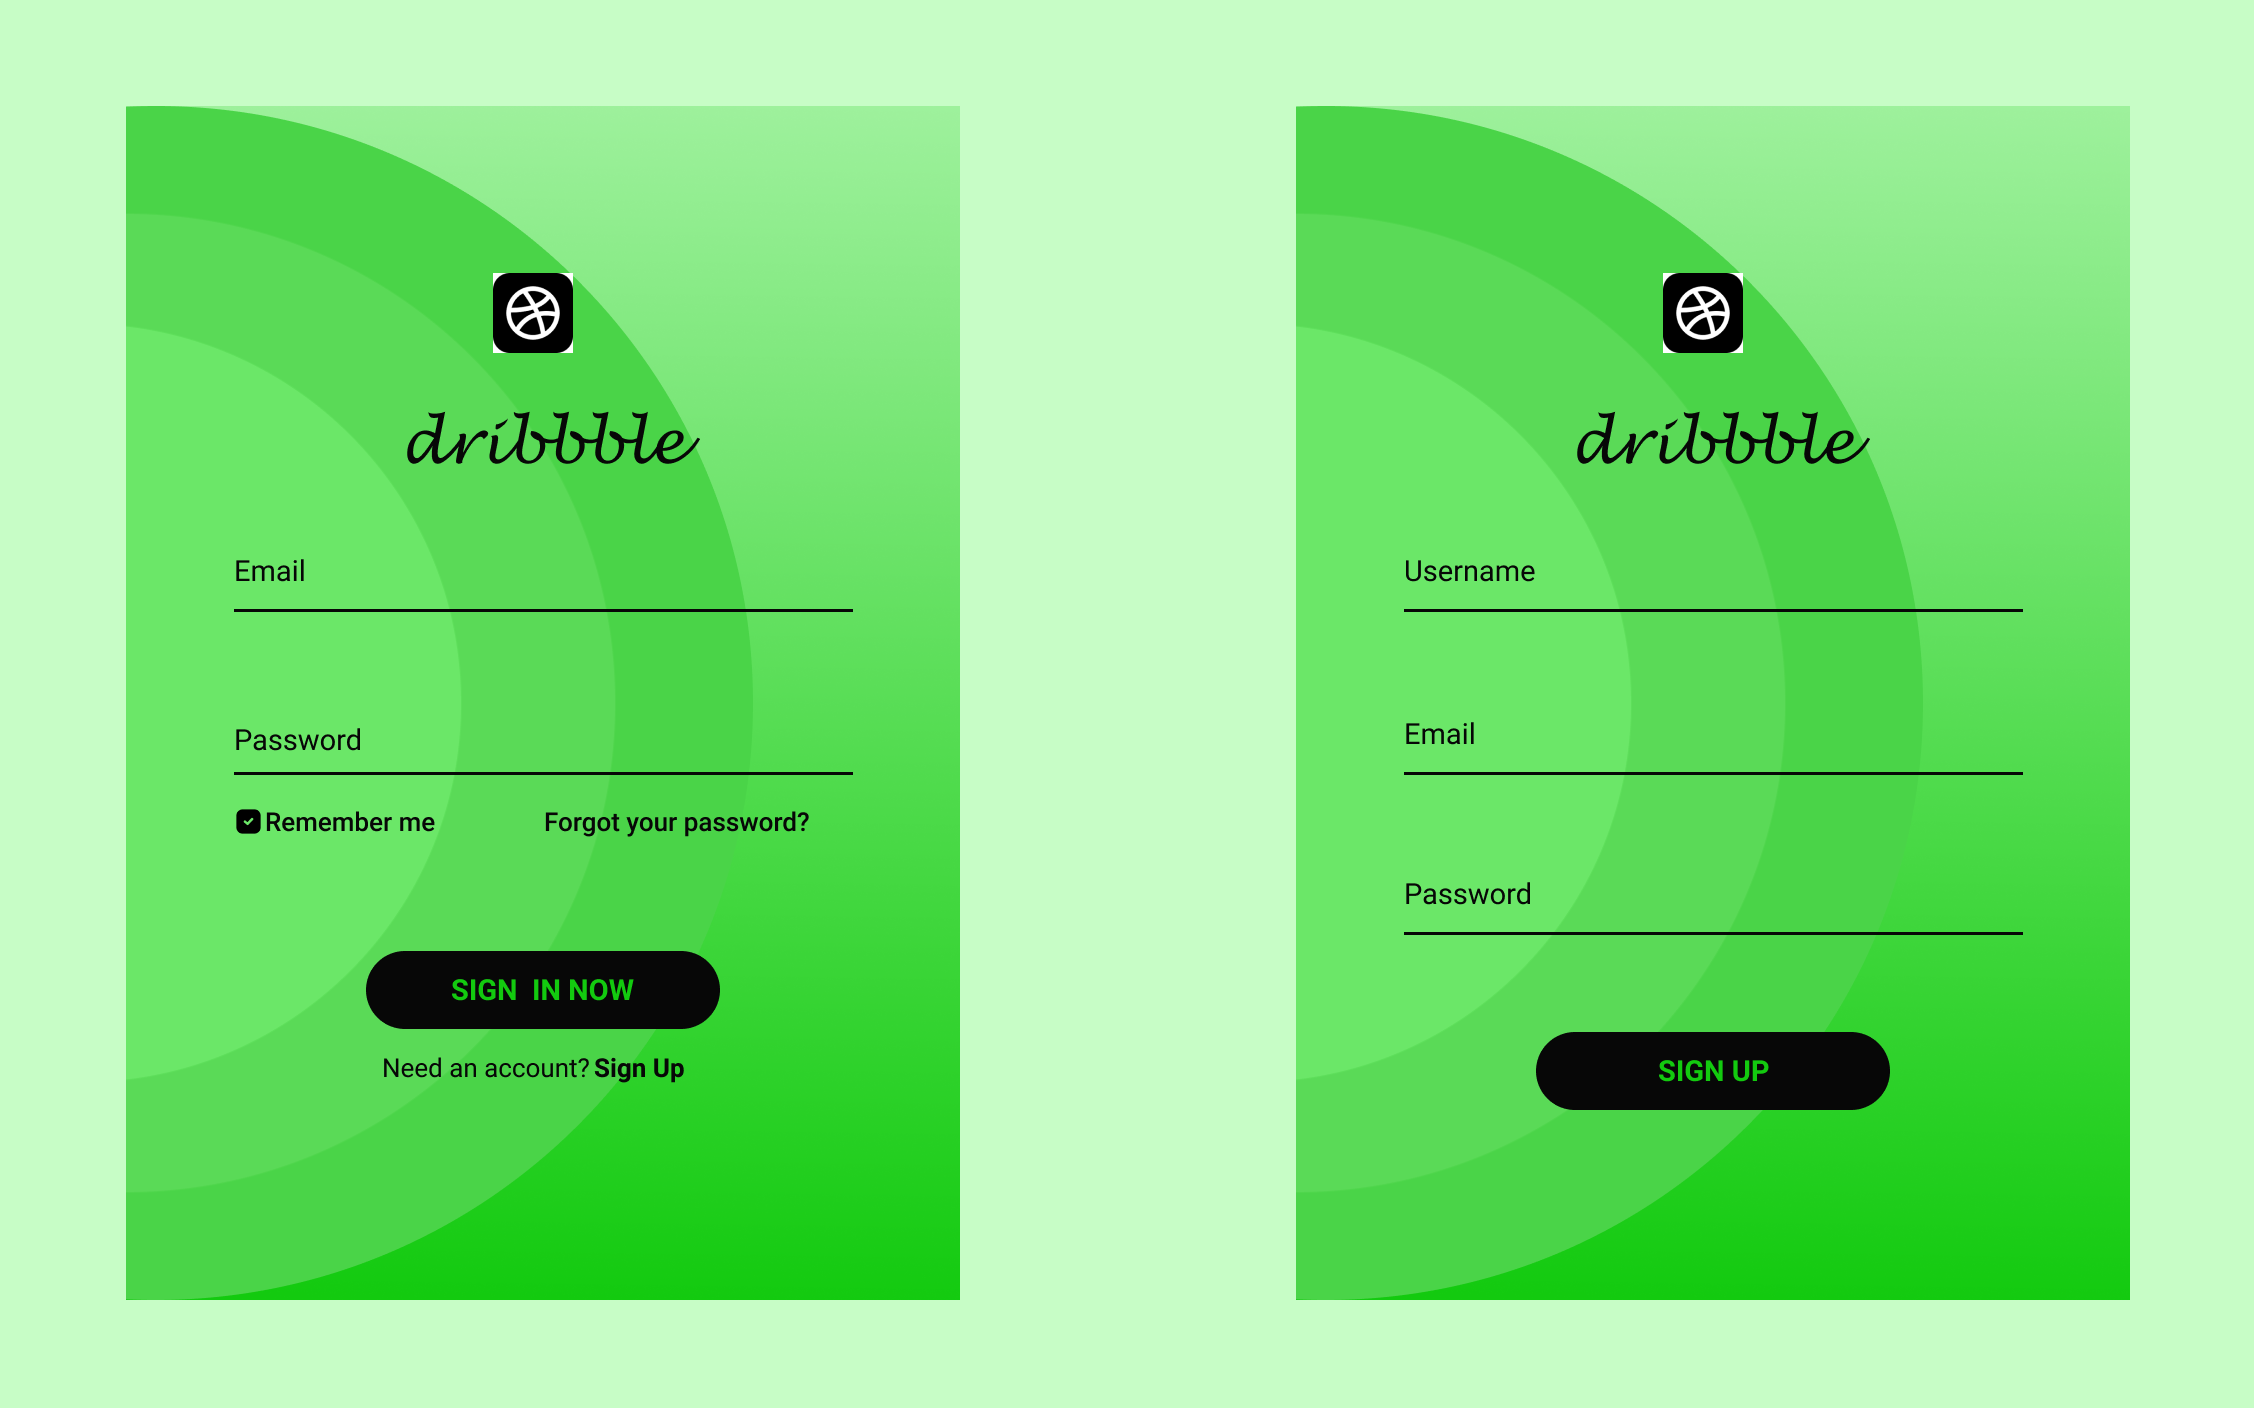 dribbble
Email
Password
Remember me
Forgot your password?
SIGN  IN NOW
Need an account? Sign Up
dribbble
Username
Email
Password
SIGN UP